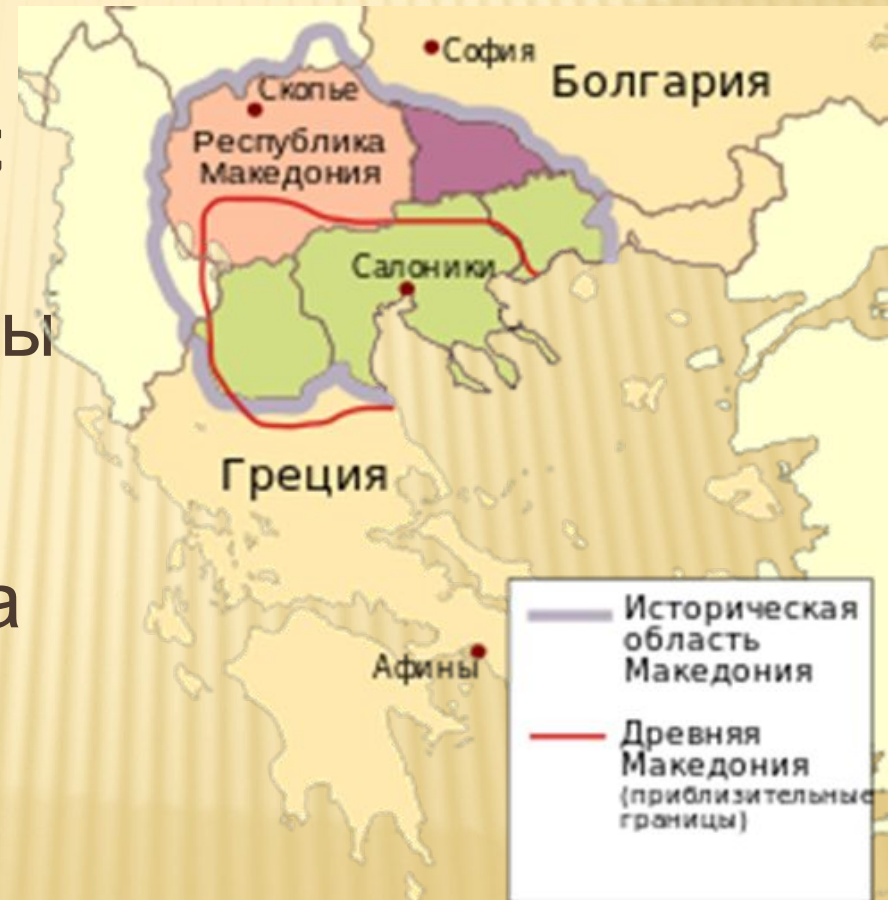 София
Болгария
Скопье
Республика
Македония
Салоники
ы
Греция
а
Афины
Историческая
область
Македония
Древняя
Македония
(приблизительные
границы)